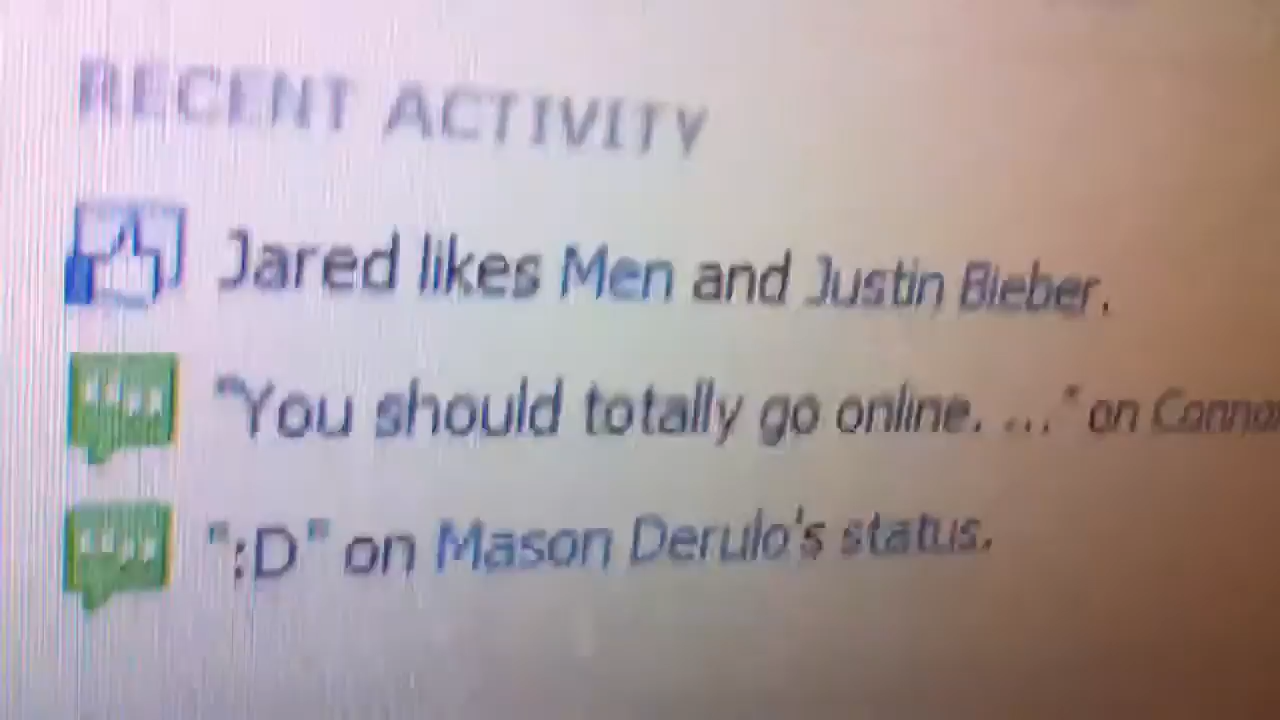 RECENT ACTIVITY
Jared likes Men and Justin Bieber.
"You should totally go online. ..." on
":D" on Mason Derulo's status.